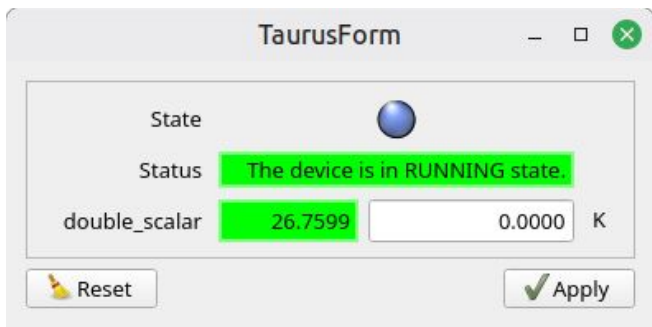 TaurusForm
State
Status The device is in RUNNING state.
double_scalar 26.7599 0.0000 K
Reset Apply